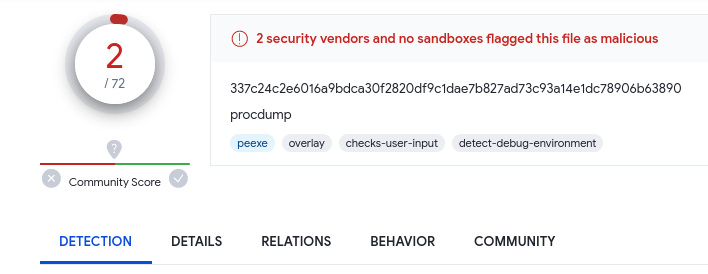 2
/ 72
2 security vendors and no sandboxes flagged this file as malicious
337c24c2e6016a9bdca30f2820df9c1dae7b827ad73c93a14e1dc78906b63890
procdump
peexe overlay checks-user-input detect-debug-environment
?
Community Score
DETECTION DETAILS RELATIONS BEHAVIOR COMMUNITY